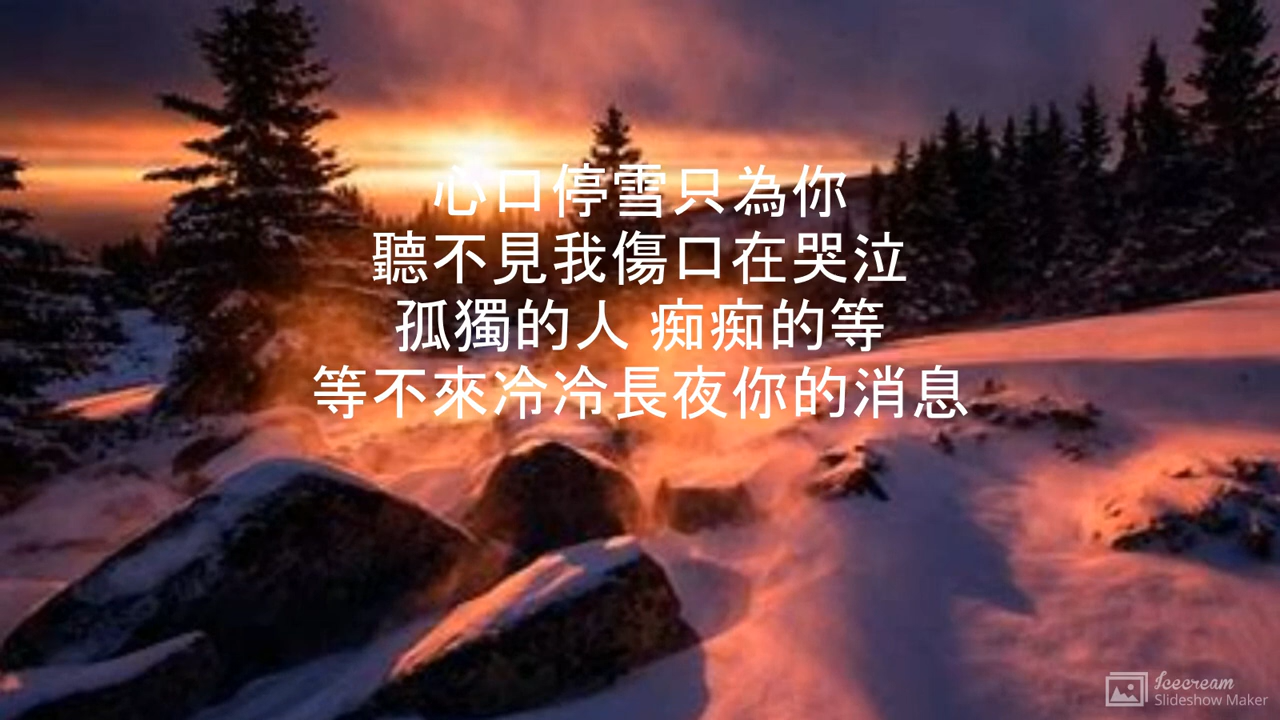 心口停雪只為你
聽不見我傷口在哭泣
孤獨的人 痴痴的等
等不來冷冷長夜你的消息
Icecream
Slideshow Maker